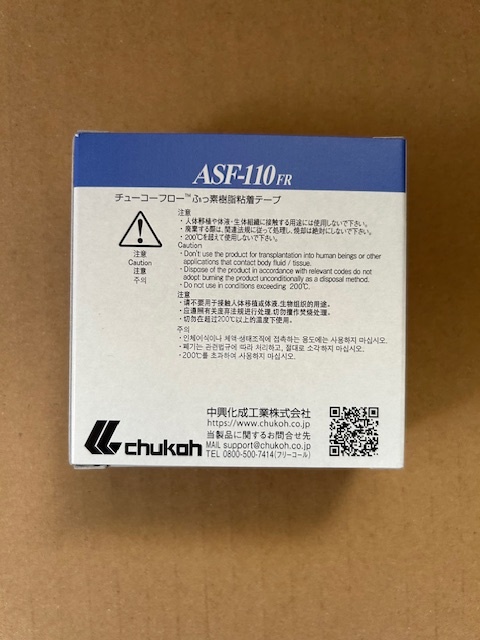 ASF-110FR
チューコーフロー™ふっ素樹脂粘着テープ
注意
Caution
注意
주의
注意
・人体移植や体液・生体組織に接触する用途には使用しないで下さい。
・廃棄する際は、関連法規に従って処理し、焼却は絶対にしないで下さい。
・200℃を超えて使用しないで下さい。
Caution
・Don't use the product for transplantation into human beings or other
applications that contact body fluid / tissue.
・Dispose of the product in accordance with relevant codes do not
adopt burning the product unconditionally as a disposal method.
・Do not use in conditions exceeding 200℃.
注意
・请不要用于接触人体移植或体液、生物组织的用途。
・应遵照有关废弃法规进行处理,切勿擅作焚烧处理。
・切勿在超过200℃以上的温度下使用。
주의
・인체이식이나 체액·생태조직에 접촉하는 용도에는 사용하지 마십시오.
・폐기는 관련법규에 따라 처리하고, 절대로 소각하지 마십시오.
・200℃를 초과하여 사용하지 마십시오.
chukoh
中興化成工業株式会社
https://www.chukoh.co.jp
当製品に関するお問合せ先
MAIL support@chukoh.co.jp
TEL 0800-500-7414(フリーコール)